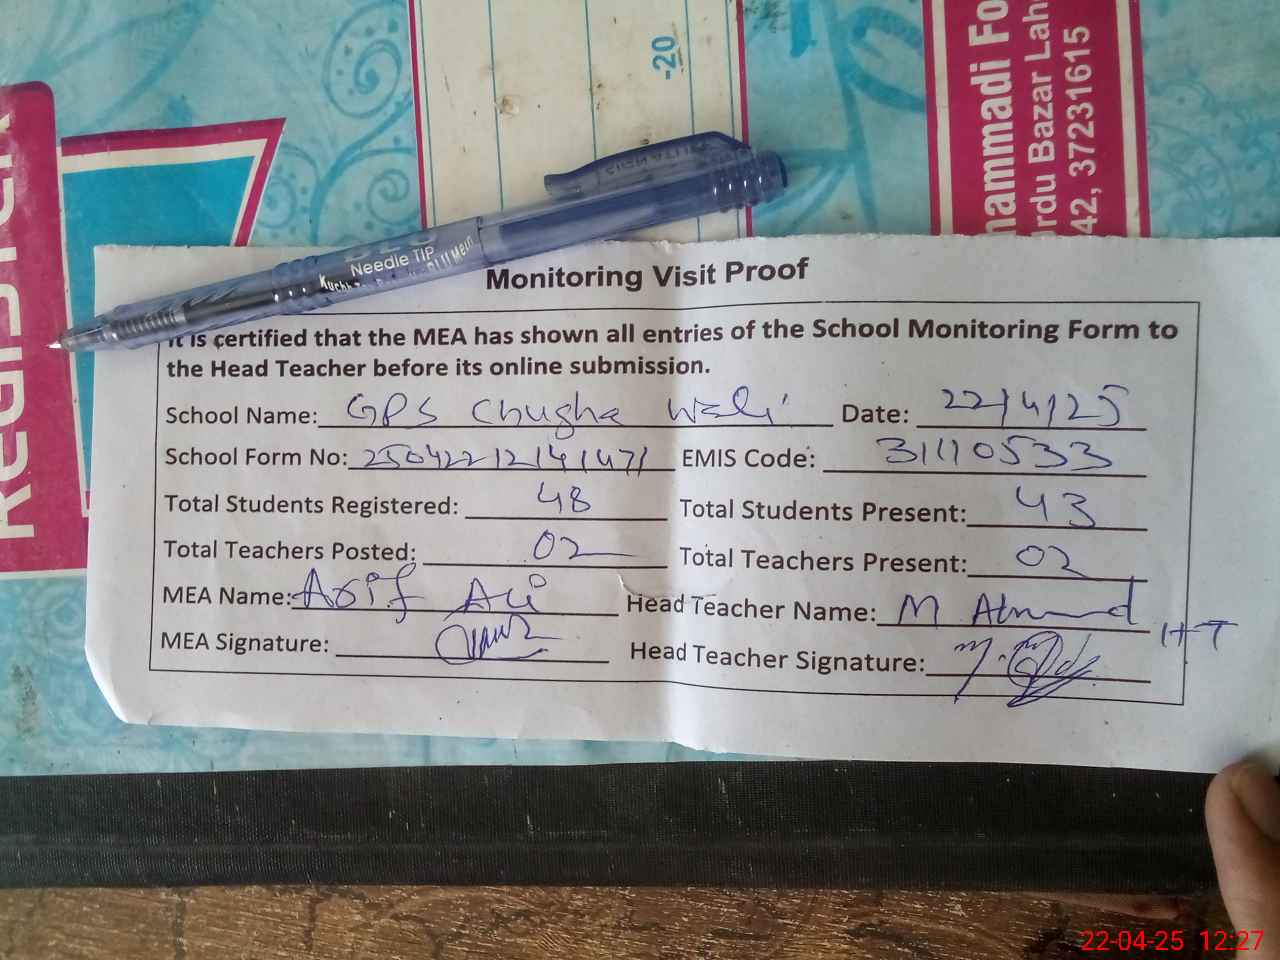 -20
hammadi Fo
rdu Bazar Laho
42, 37231615
REGISTER
Needle TIP
Monitoring Visit Proof
It is certified that the MEA has shown all entries of the School Monitoring Form to
the Head Teacher before its online submission.
School Name: GPS Chugha Wali Date: 22/4/25
School Form No: 25042212141471 EMIS Code: 31110533
Total Students Registered: 48 Total Students Present: 43
Total Teachers Posted: 02 Total Teachers Present: 02
MEA Name: Asif Ali Head Teacher Name: M Ahmad
HT
MEA Signature: Head Teacher Signature:
22-04-25 12:27